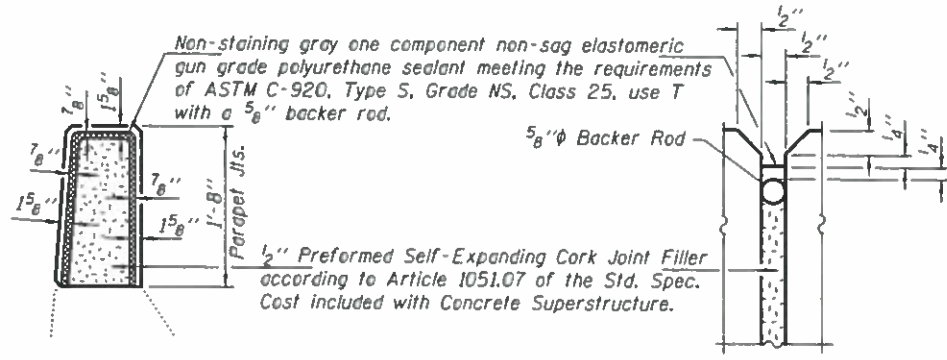 Non-staining gray one component non-sag elastomeric
gun grade polyurethane sealant meeting the requirements
of ASTM C-920, Type S, Grade NS, Class 25, use T
with a 5/8" backer rod.
7/8"
1 5/8"
7/8"
1 5/8"
7/8"
1 5/8"
1'-8"
Parapet Jts.
1/2" Preformed Self-Expanding Cork Joint Filler
according to Article 1051.07 of the Std. Spec.
Cost included with Concrete Superstructure.
5/8"ϕ Backer Rod
1/2"
1/2"
1/2"
1/2"
1/4"
1/4"